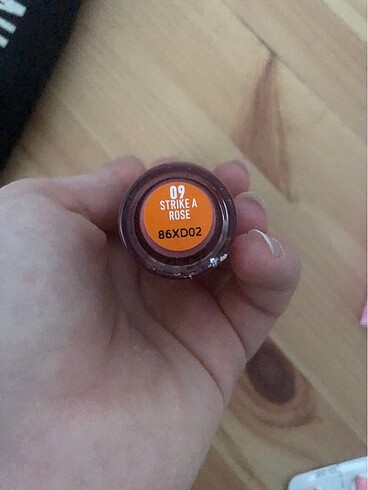 09
STRIKE A
ROSE
86XD02